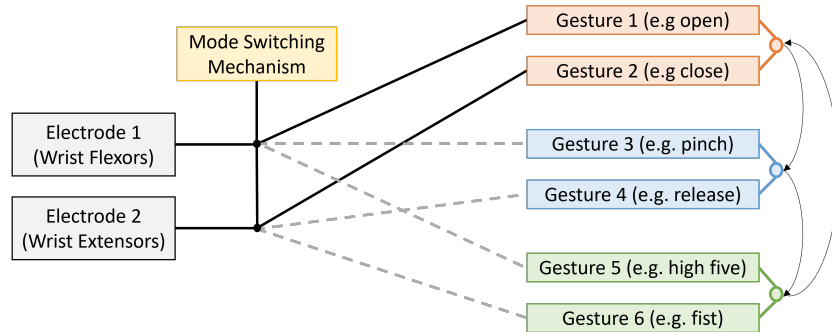 Mode Switching
Mechanism
Electrode 1
(Wrist Flexors)
Electrode 2
(Wrist Extensors)
Gesture 1 (e.g open)
Gesture 2 (e.g close)
Gesture 3 (e.g. pinch)
Gesture 4 (e.g. release)
Gesture 5 (e.g. high five)
Gesture 6 (e.g. fist)